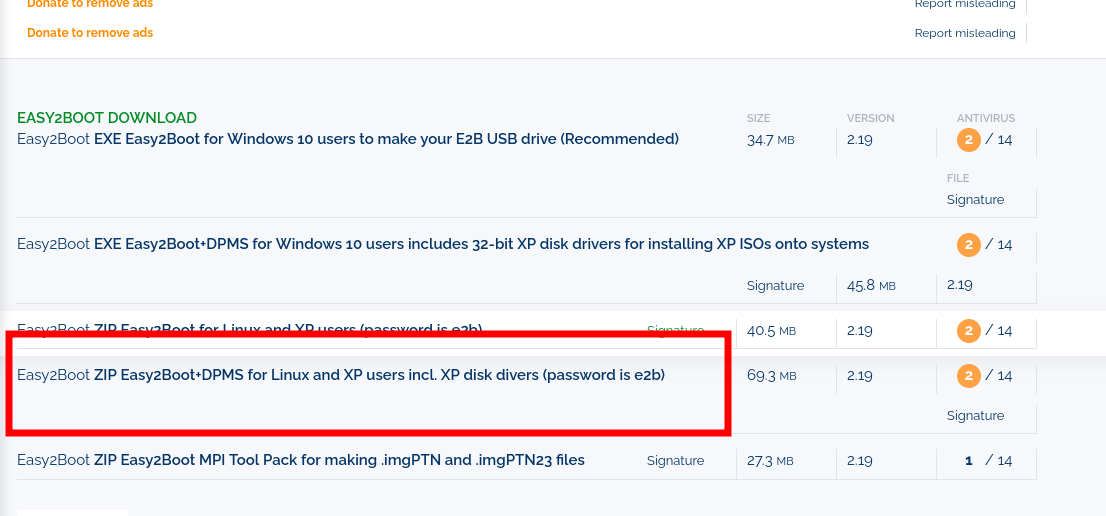 Donate to remove ads Report misleading
Donate to remove ads Report misleading
EASY2BOOT DOWNLOAD SIZE VERSION ANTIVIRUS
Easy2Boot EXE Easy2Boot for Windows 10 users to make your E2B USB drive (Recommended) 34.7 MB 2.19 2 / 14
FILE
Signature
Easy2Boot EXE Easy2Boot+DPMS for Windows 10 users includes 32-bit XP disk drivers for installing XP ISOs onto systems 2 / 14
Signature 45.8 MB 2.19
Easy2Boot ZIP Easy2Boot for Linux and XP users (password is e2b) Signature 40.5 MB 2.19 2 / 14
Easy2Boot ZIP Easy2Boot+DPMS for Linux and XP users incl. XP disk divers (password is e2b) 69.3 MB 2.19 2 / 14
Signature
Easy2Boot ZIP Easy2Boot MPI Tool Pack for making .imgPTN and .imgPTN23 files Signature 27.3 MB 2.19 1 / 14